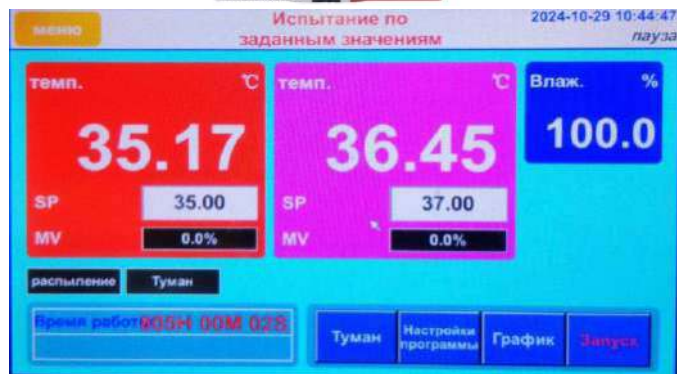 меню
Испытание по
заданным значениям
2024-10-29 10:44:47
пауза
темп. °C
35.17
SP 35.00
MV 0.0%
темп. °C
36.45
SP 37.00
MV 0.0%
Влаж. %
100.0
распыление
Туман
Время работ 005H 00M 02S
Туман
Настройки
программы
График
Запуск